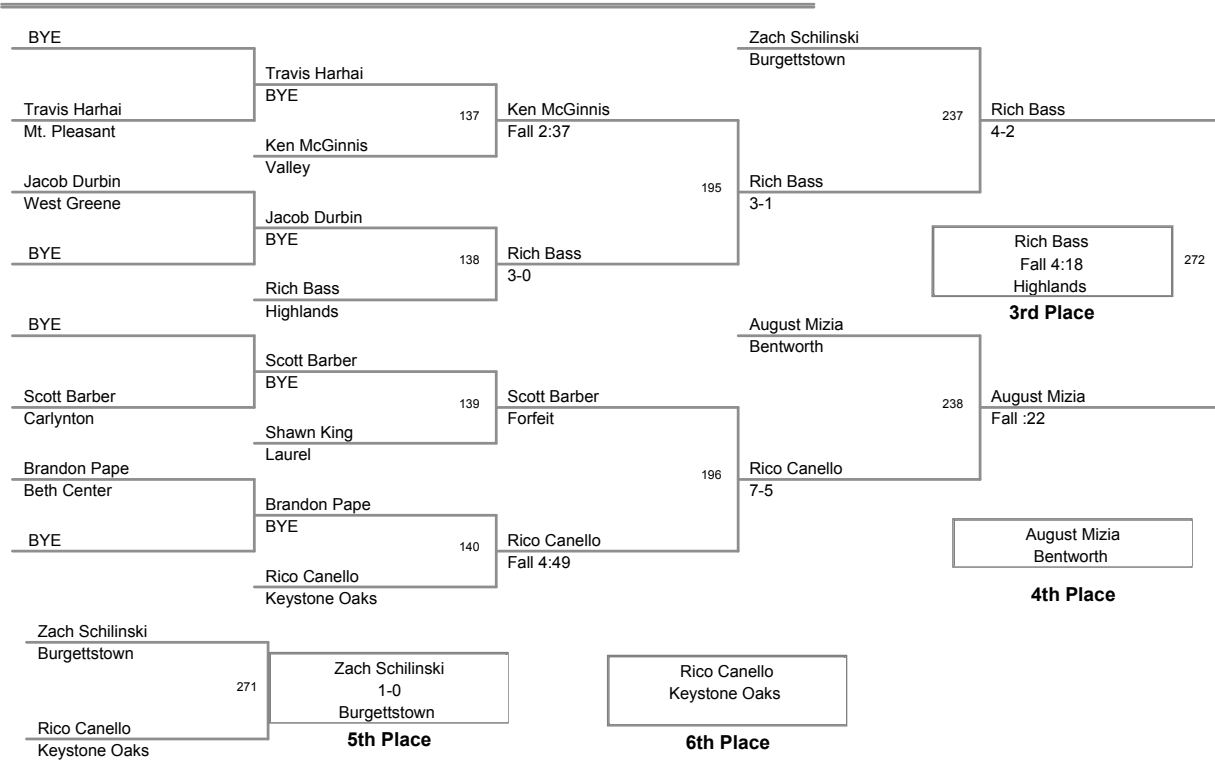 BYE
Travis Harhai
Mt. Pleasant
Jacob Durbin
West Greene
BYE
BYE
Scott Barber
Carlynton
Brandon Pape
Beth Center
BYE
Travis Harhai
BYE
137
Ken McGinnis
Valley
Jacob Durbin
BYE
138
Rich Bass
Highlands
Scott Barber
BYE
139
Shawn King
Laurel
Brandon Pape
BYE
140
Rico Canello
Keystone Oaks
Ken McGinnis
Fall 2:37
195
Rich Bass
3-0
Scott Barber
Forfeit
196
Rico Canello
Fall 4:49
Zach Schilinski
Burgettstown
237
Rich Bass
3-1
August Mizia
Bentworth
238
Rico Canello
7-5
Rich Bass
4-2
Rich Bass
Fall 4:18
Highlands
272
3rd Place
August Mizia
Fall :22
August Mizia
Bentworth
4th Place
Zach Schilinski
Burgettstown
271
Rico Canello
Keystone Oaks
Zach Schilinski
1-0
Burgettstown
5th Place
Rico Canello
Keystone Oaks
6th Place